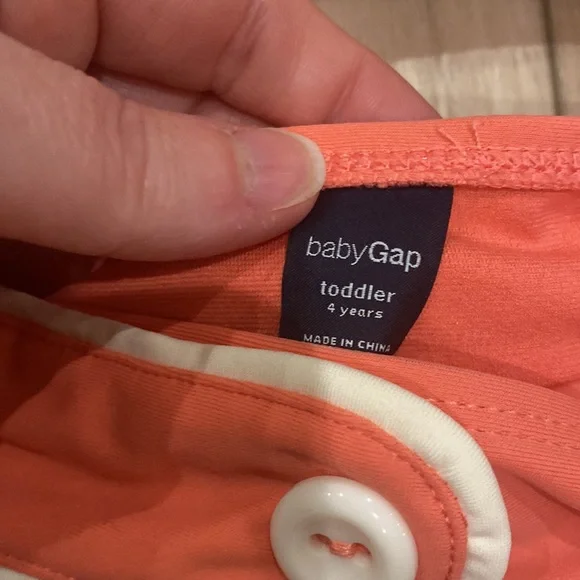 babyGap
toddler
4 years
MADE IN CHINA